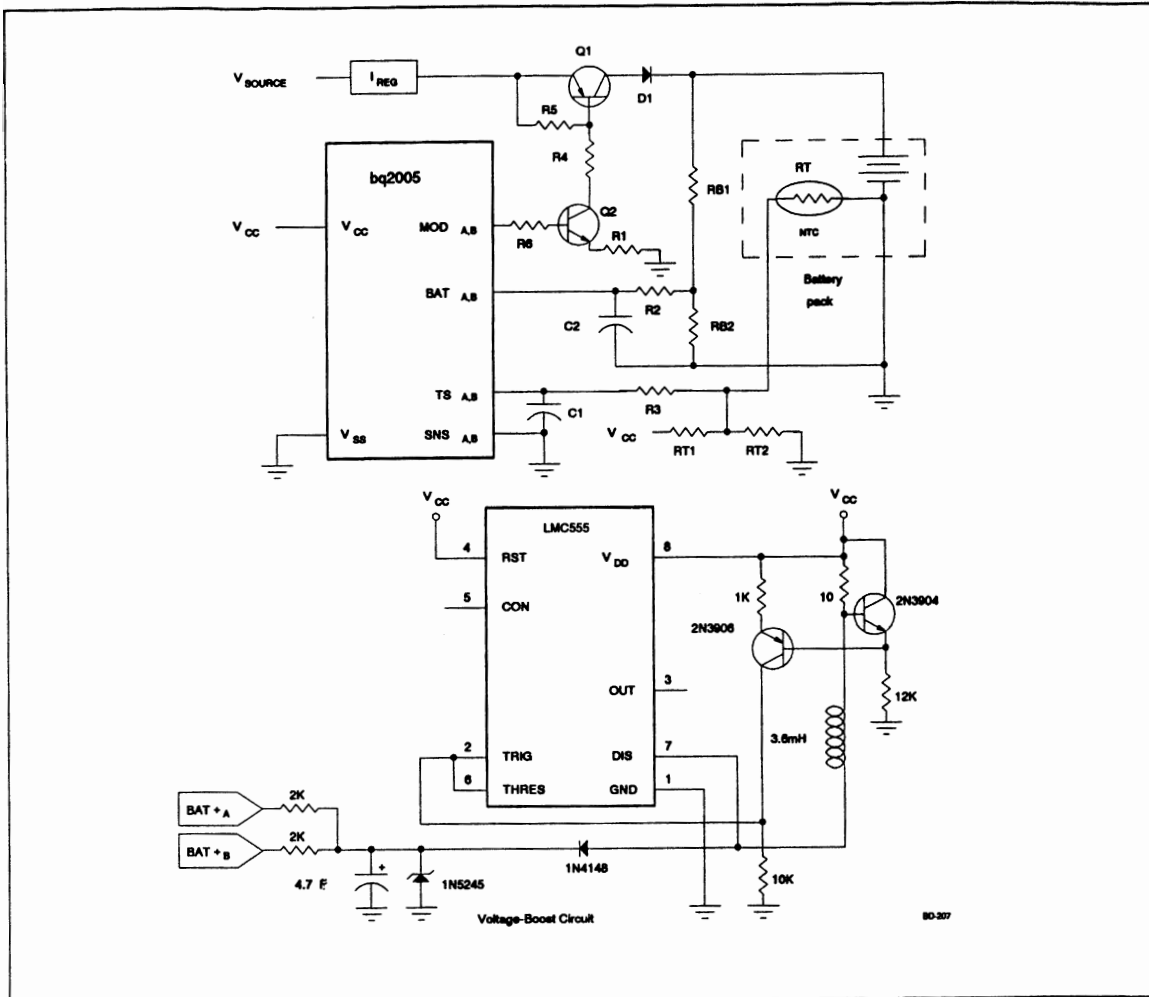 Q1
V SOURCE
I REG
D1
R5
R4
bq2005
RT
RB1
Q2
V CC
V CC
MOD A,B
R6
R1
NTC
Battery
pack
BAT A,B
R2
C2
RB2
TS A,B
R3
C1
V SS
SNS A,B
V CC
RT1
RT2
V CC
V CC
LMC555
4
RST
V DD
8
5
CON
1K
10
2N3904
2N3906
3
OUT
12K
3.6mH
2
TRIG
DIS
7
6
THRES
GND
1
BAT + A
2K
BAT + B
2K
1N4148
4.7 F
+
1N5245
10K
Voltage-Boost Circuit
BD-207